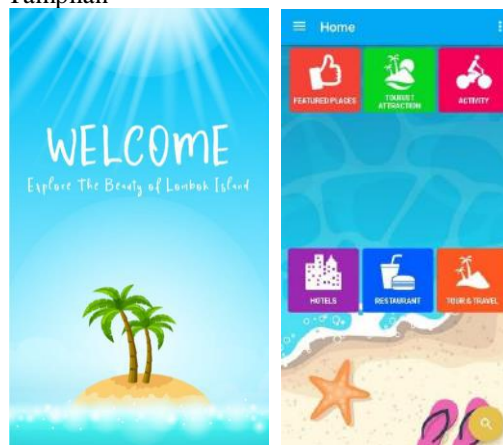 Tampilan
WELCOME
Explore The Beauty of Lombok Island
Home
FEATURED PLACES
TOURIST
ATTRACTION
ACTIVITY
HOTELS
RESTAURANT
TOUR & TRAVEL